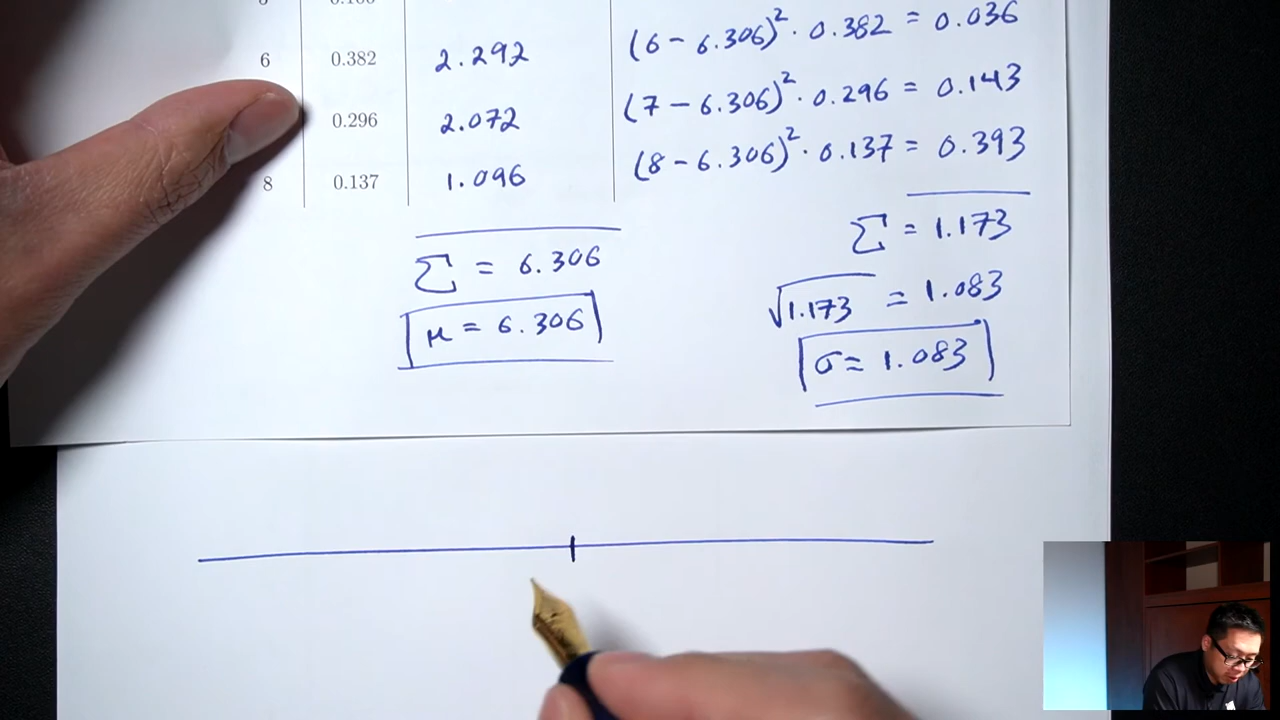 6 0.382 2.292 (6 - 6.306)² · 0.382 = 0.036
0.296 2.072 (7 - 6.306)² · 0.296 = 0.143
8 0.137 1.096 (8 - 6.306)² · 0.137 = 0.393
Σ = 6.306
μ = 6.306
Σ = 1.173
√1.173 = 1.083
σ = 1.083